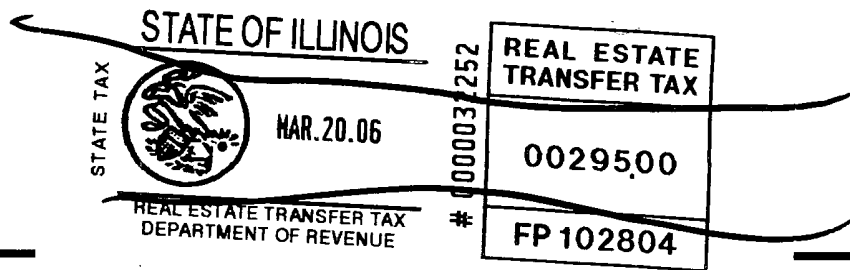 STATE OF ILLINOIS
STATE TAX
MAR.20.06
REAL ESTATE TRANSFER TAX
DEPARTMENT OF REVENUE
#
REAL ESTATE
TRANSFER TAX
0029500
FP 102804